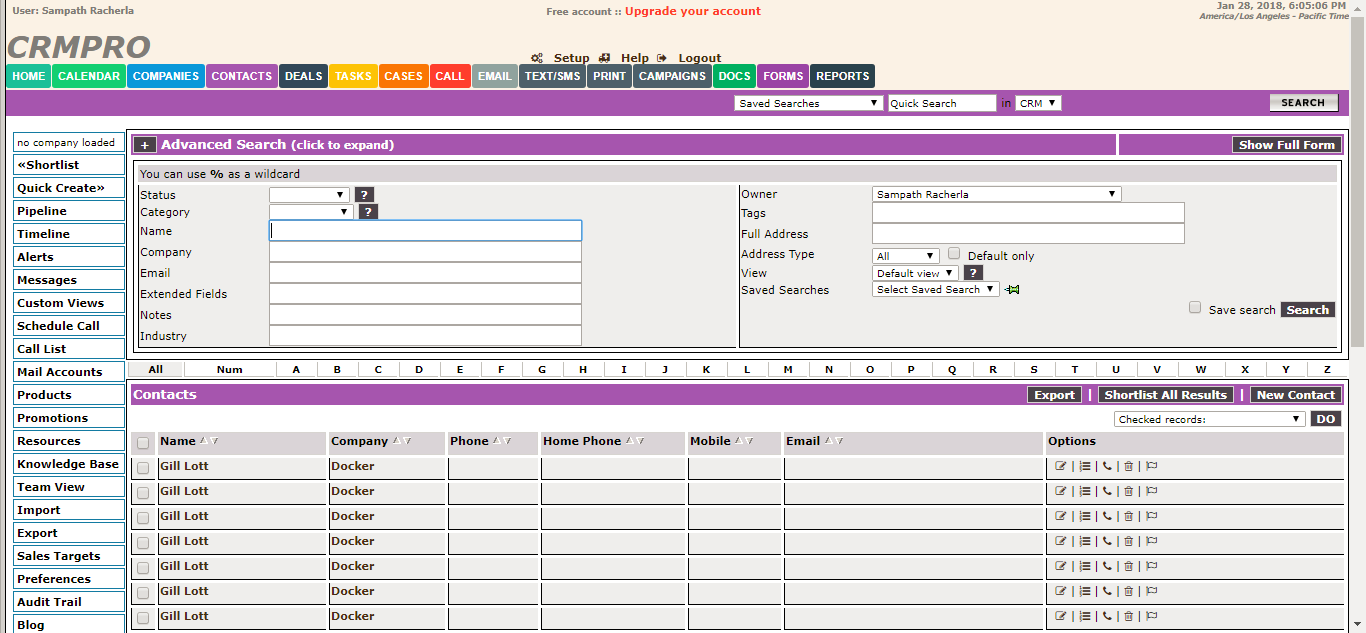 User: Sampath Racherla
Free account :: Upgrade your account
Jan 28, 2018, 6:05:06 PM
America/Los Angeles - Pacific Time
CRMPRO
Setup Help Logout
HOME CALENDAR COMPANIES CONTACTS DEALS TASKS CASES CALL EMAIL TEXT/SMS PRINT CAMPAIGNS DOCS FORMS REPORTS
Saved Searches Quick Search in CRM SEARCH
no company loaded
«Shortlist
Quick Create»
Pipeline
Timeline
Alerts
Messages
Custom Views
Schedule Call
Call List
Mail Accounts
Products
Promotions
Resources
Knowledge Base
Team View
Import
Export
Sales Targets
Preferences
Audit Trail
Blog
+ Advanced Search (click to expand) Show Full Form
You can use % as a wildcard
Status ?
Category ?
Name
Company
Email
Extended Fields
Notes
Industry
Owner Sampath Racherla
Tags
Full Address
Address Type All Default only
View Default view ?
Saved Searches Select Saved Search
Save search Search
All Num A B C D E F G H I J K L M N O P Q R S T U V W X Y Z
Contacts Export | Shortlist All Results | New Contact
Checked records: DO
Name Company Phone Home Phone Mobile Email Options
Gill Lott Docker | | | |
Gill Lott Docker | | | |
Gill Lott Docker | | | |
Gill Lott Docker | | | |
Gill Lott Docker | | | |
Gill Lott Docker | | | |
Gill Lott Docker | | | |